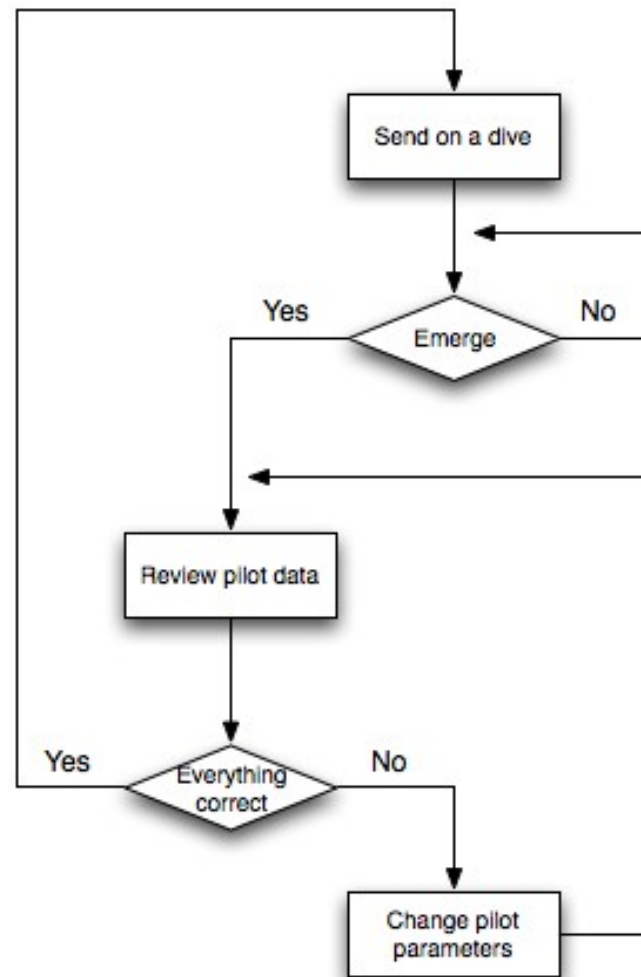 Send on a dive
Yes
No
Emerge
Review pilot data
Yes
No
Everything
correct
Change pilot
parameters